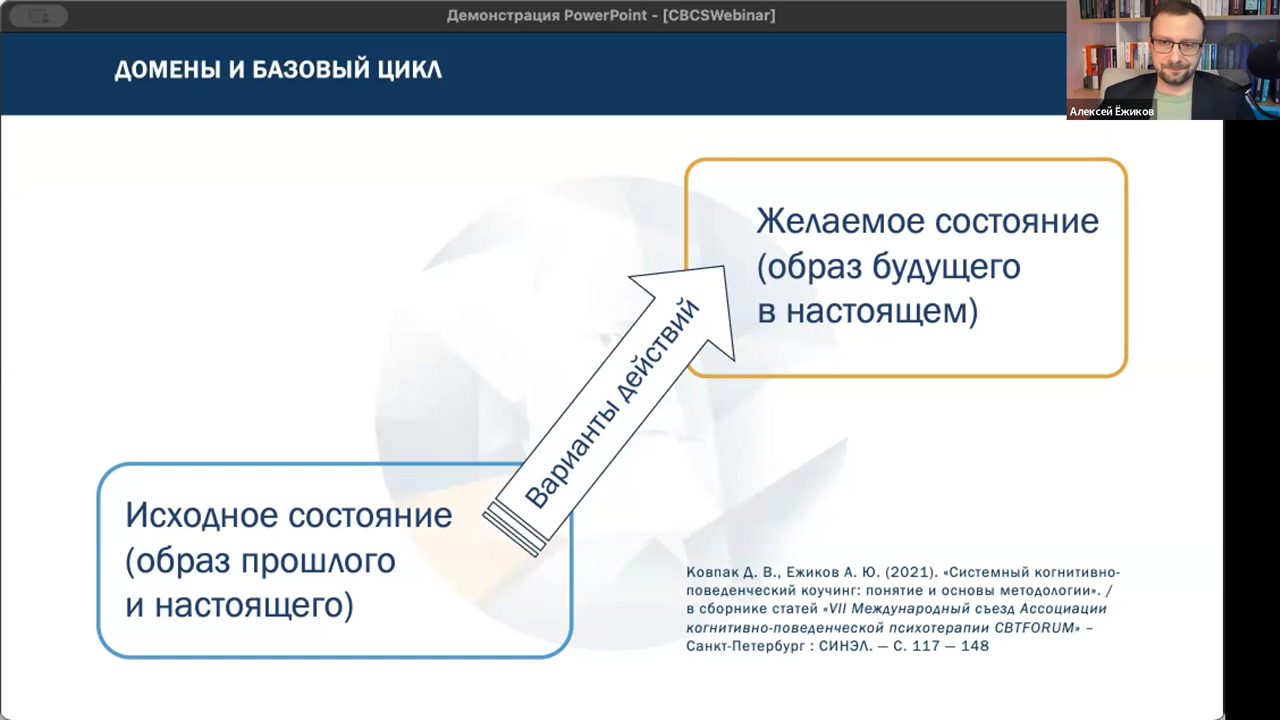 Демонстрация PowerPoint - [CBCSWebinar]
ДОМЕНЫ И БАЗОВЫЙ ЦИКЛ
Алексей Ёжиков
Желаемое состояние
(образ будущего
в настоящем)
Варианты действий
Исходное состояние
(образ прошлого
и настоящего)
Ковпак Д. В., Ежиков А. Ю. (2021). «Системный когнитивно-
поведенческий коучинг: понятие и основы методологии». /
в сборнике статей «VII Международный съезд Ассоциации
когнитивно-поведенческой психотерапии CBTFORUM» –
Санкт-Петербург : СИНЭЛ. — С. 117 — 148